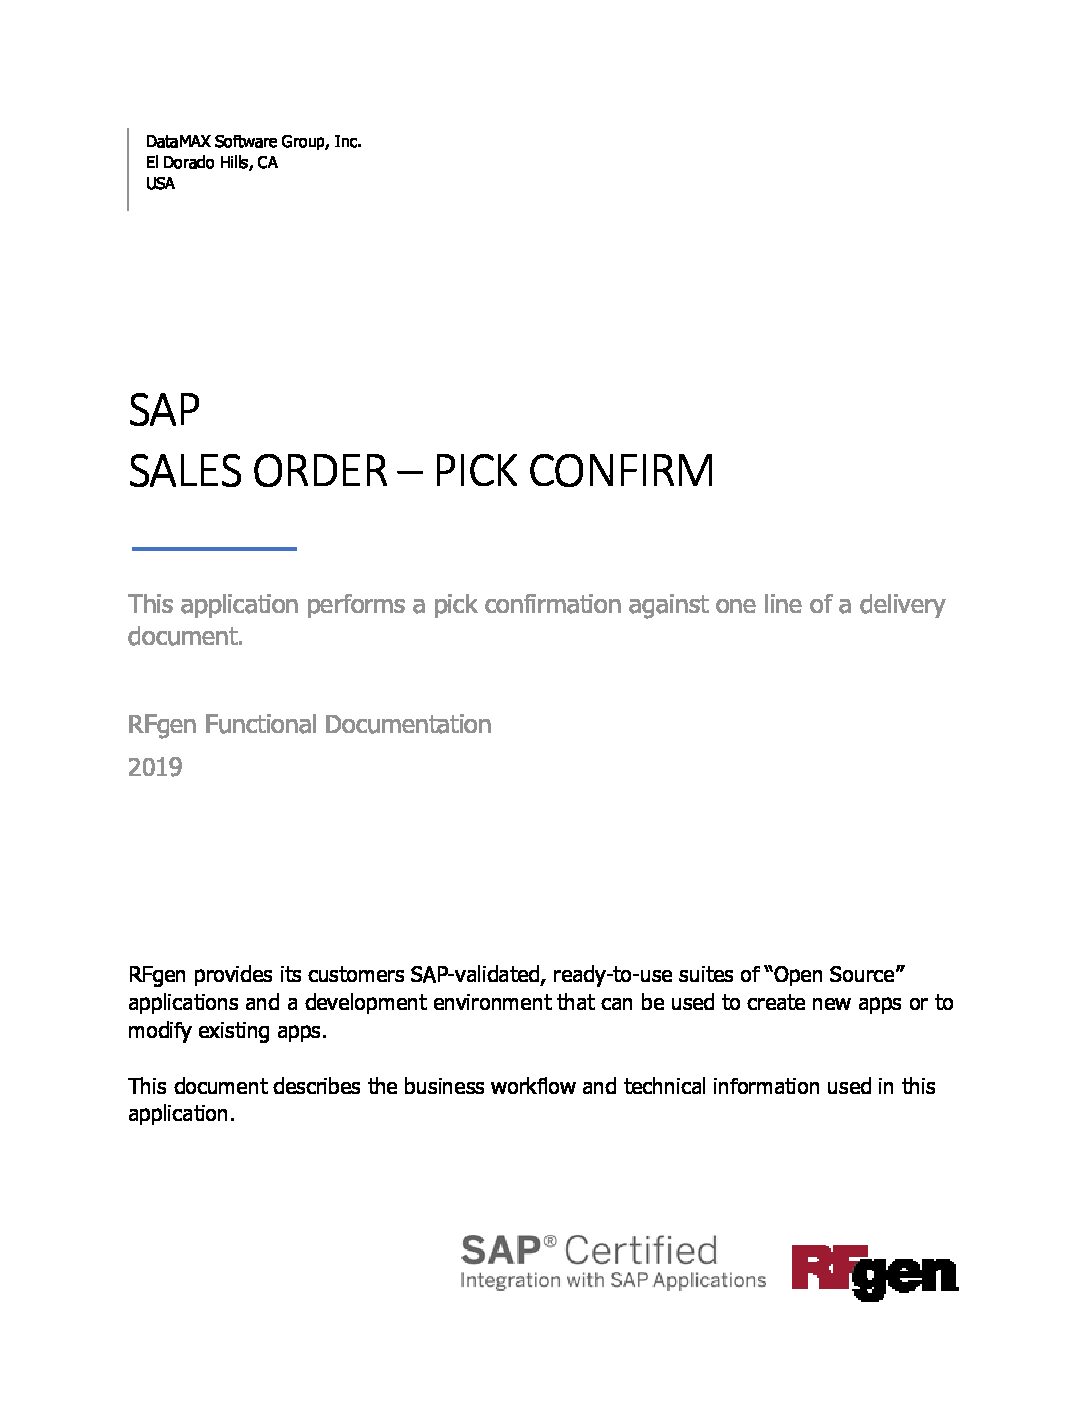 DataMAX Software Group, Inc.
El Dorado Hills, CA
USA
SAP
SALES ORDER – PICK CONFIRM
This application performs a pick confirmation against one line of a delivery
document.
RFgen Functional Documentation
2019
RFgen provides its customers SAP-validated, ready-to-use suites of “Open Source”
applications and a development environment that can be used to create new apps or to
modify existing apps.
This document describes the business workflow and technical information used in this
application.
SAP® Certified
Integration with SAP Applications
RFgen